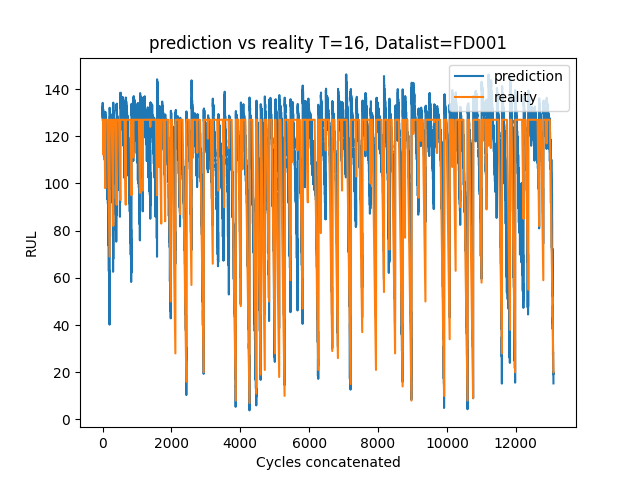 prediction vs reality T=16, Datalist=FD001
prediction
reality
RUL
140
120
100
80
60
40
20
0
0 2000 4000 6000 8000 10000 12000
Cycles concatenated